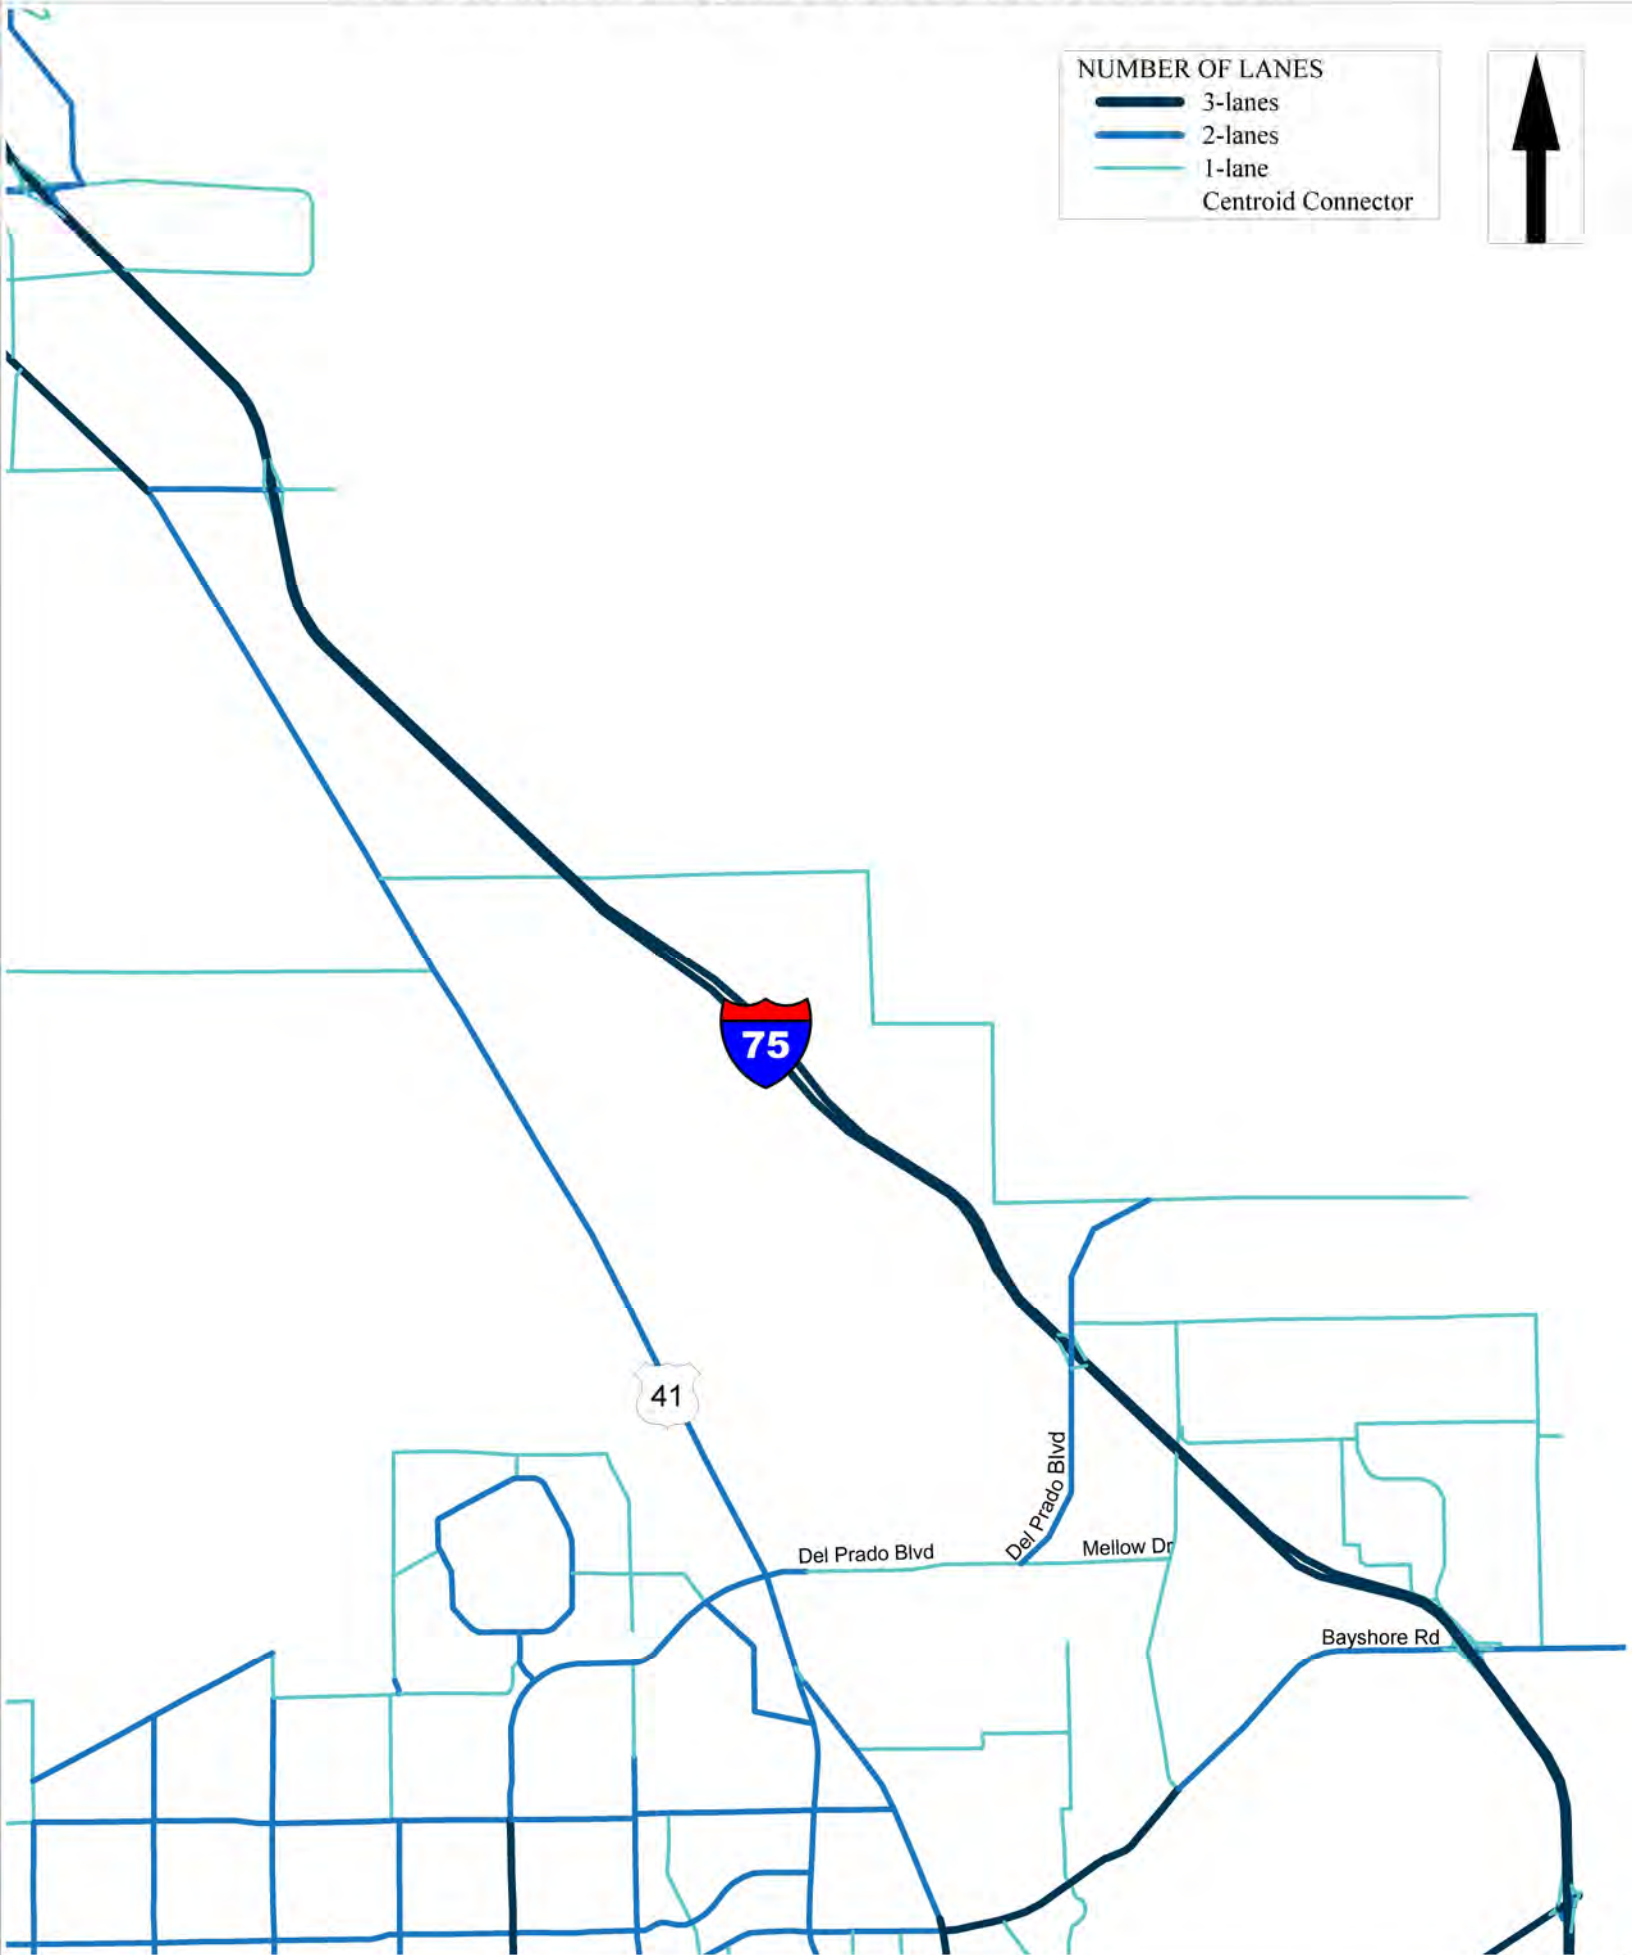 NUMBER OF LANES
3-lanes
2-lanes
1-lane
Centroid Connector
75
41
Del Prado Blvd
Del Prado Blvd
Mellow Dr
Bayshore Rd